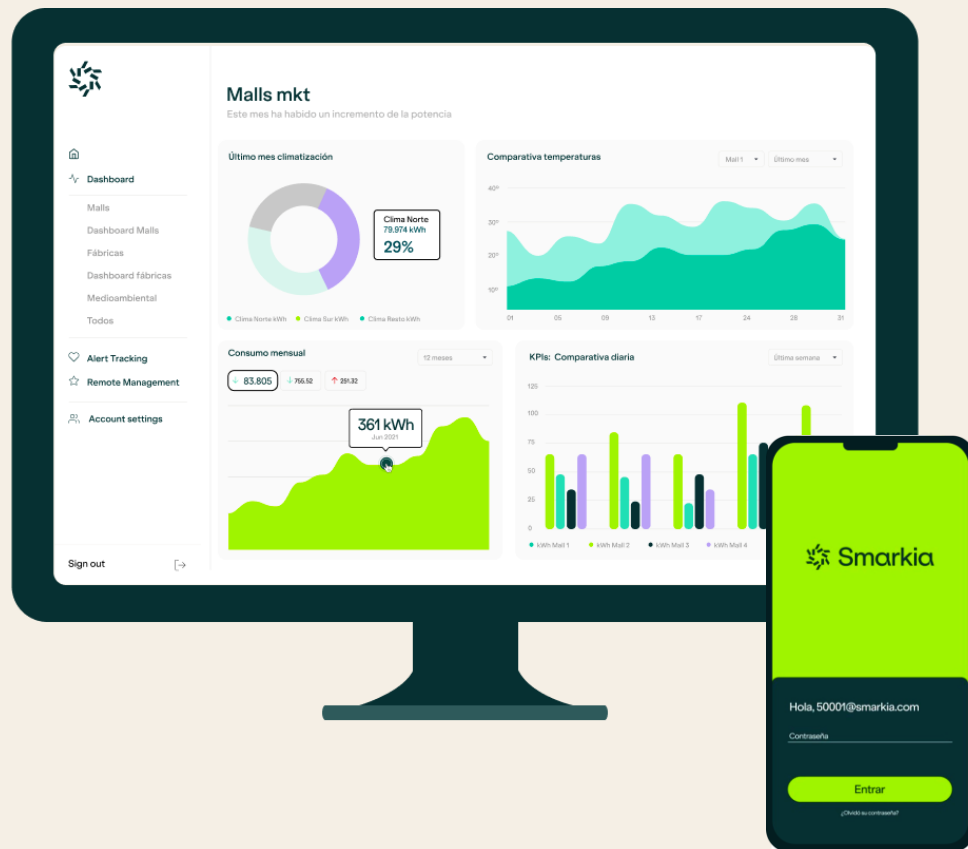 Malls mkt
Este mes ha habido un incremento de la potencia
Dashboard
Malls
Dashboard Malls
Fábricas
Dashboard fábricas
Medioambiental
Todos
Alert Tracking
Remote Management
Account settings
Sign out
Último mes climatización
Clima Norte
79.974 kWh
29%
Clima Norte kWh Clima Sur kWh Clima Resto kWh
Comparativa temperaturas
Mall 1 Último mes
40º
30º
20º
10º
01 05 09 13 17 24 28 31
Consumo mensual
12 meses
83.805 755.52 251.32
361 kWh
Jun 2021
KPIs: Comparativa diaria
Última semana
125
100
75
50
25
0
kWh Mall 1 kWh Mall 2 kWh Mall 3 kWh Mall 4
Smarkia
Hola, 50001@smarkia.com
Contraseña
Entrar
¿Olvidó su contraseña?